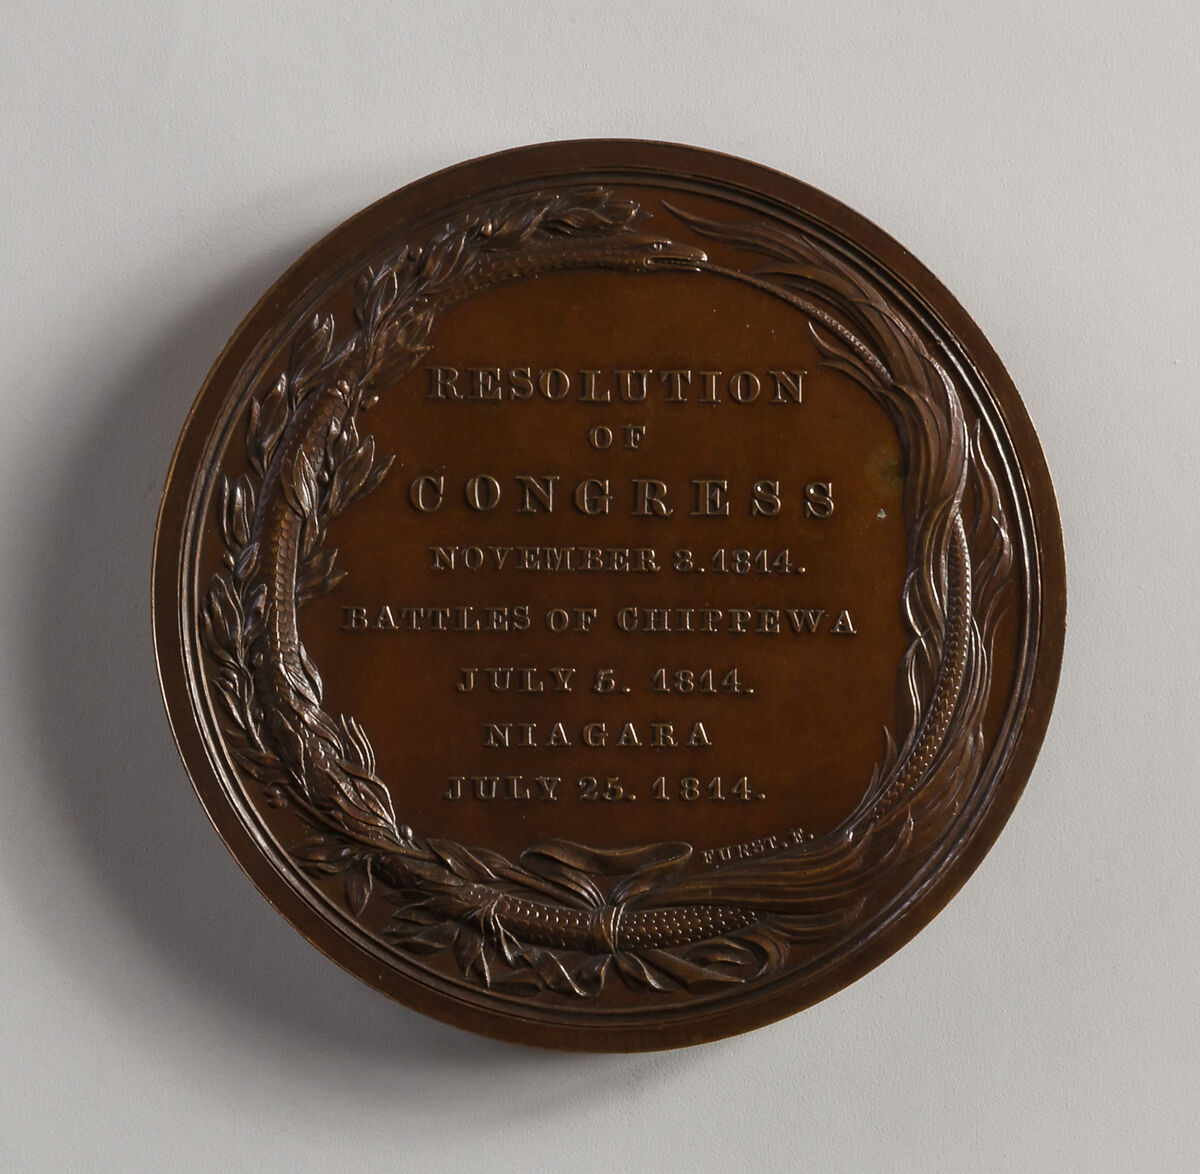 RESOLUTION
OF
CONGRESS
NOVEMBER 3. 1814.
BATTLES OF CHIPPEWA
JULY 5. 1814.
NIAGARA
JULY 25. 1814.
FURST. F.